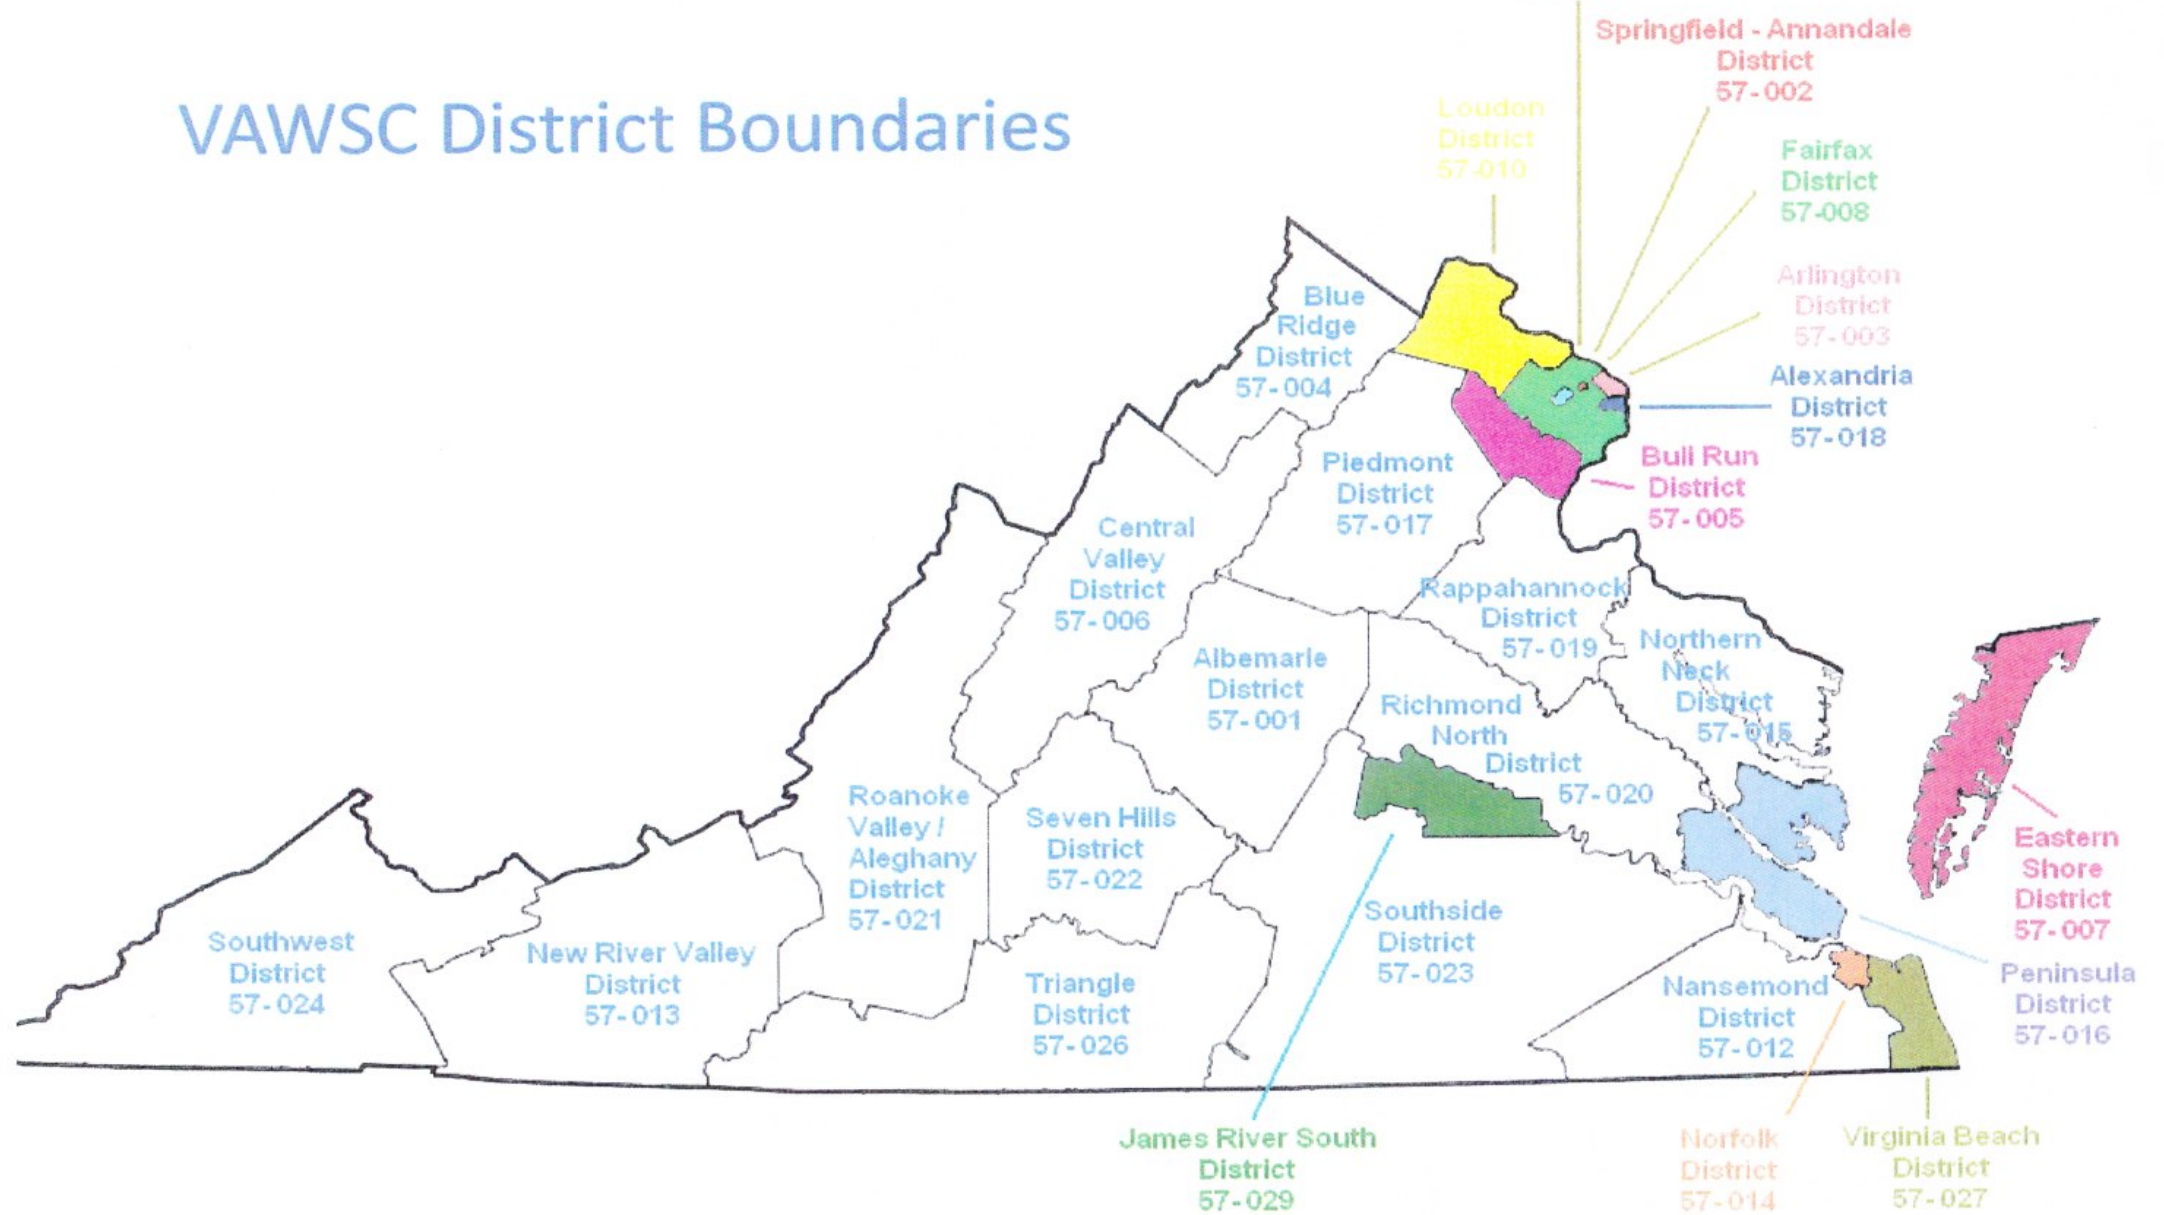 VAWSC District Boundaries
Springfield - Annandale
District
57-002
Loudon
District
57-010
Fairfax
District
57-008
Arlington
District
57-003
Alexandria
District
57-018
Bull Run
District
57-005
Blue
Ridge
District
57-004
Piedmont
District
57-017
Central
Valley
District
57-006
Rappahannock
District
57-019
Northern
Neck
District
57-015
Albemarle
District
57-001
Richmond
North
District
57-020
Roanoke
Valley /
Aleghany
District
57-021
Seven Hills
District
57-022
Eastern
Shore
District
57-007
Southside
District
57-023
Southwest
District
57-024
New River Valley
District
57-013
Triangle
District
57-026
Nansemond
District
57-012
Peninsula
District
57-016
James River South
District
57-029
Norfolk
District
57-014
Virginia Beach
District
57-027